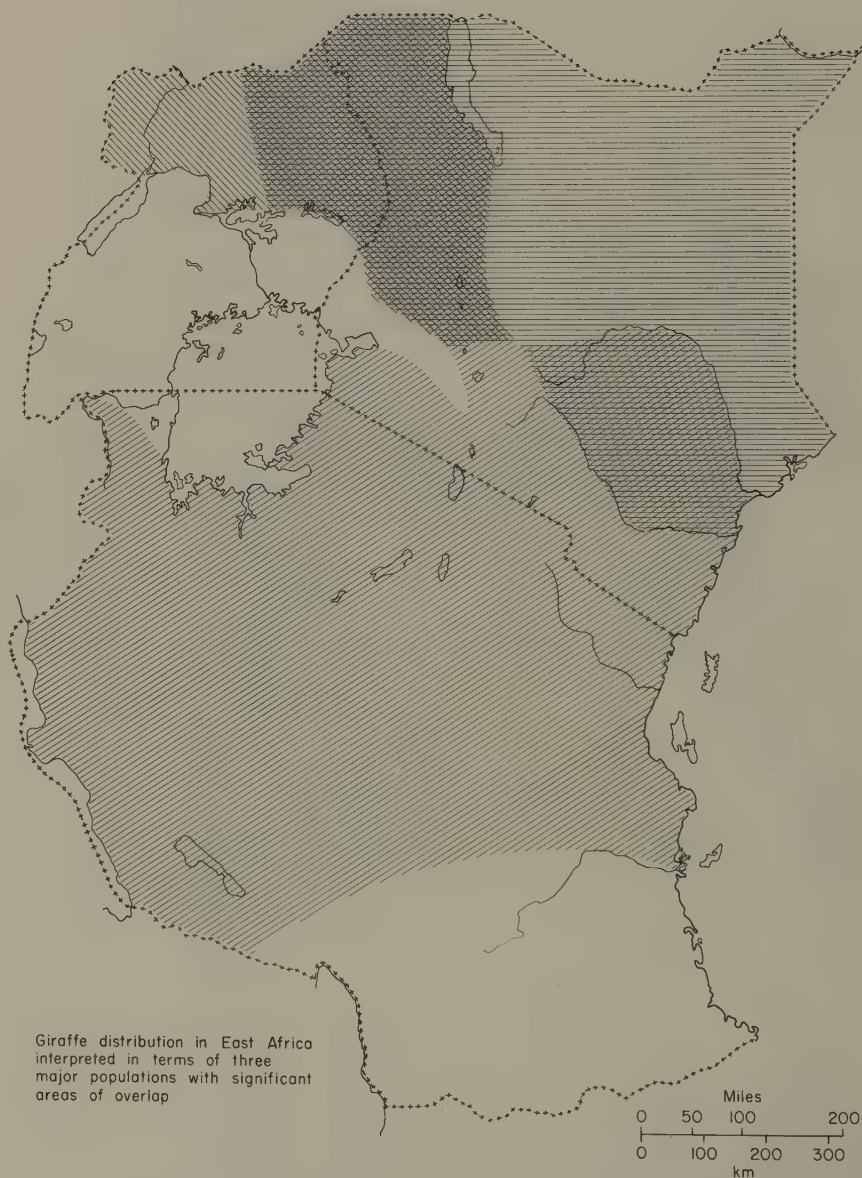 Giraffe distribution in East Africa
interpreted in terms of three
major populations with significant
areas of overlap
Miles
0 50 100 200
0 100 200 300
km